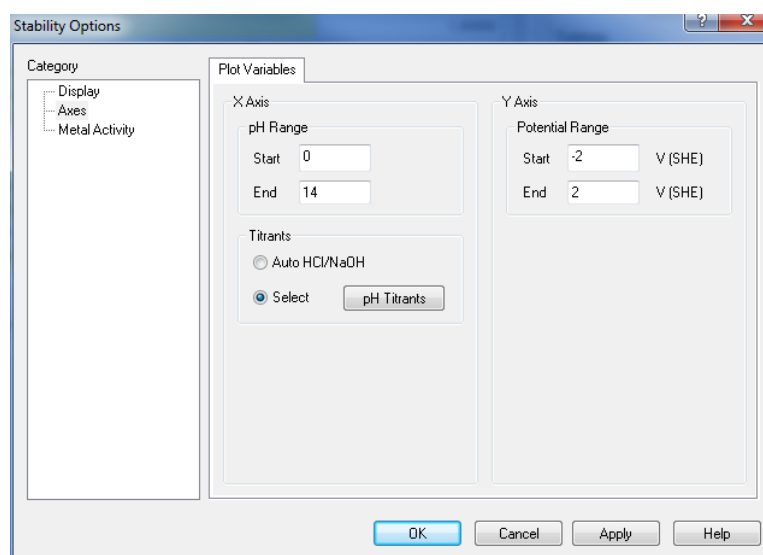 Stability Options
?
X
Category
Display
Axes
Metal Activity
Plot Variables
X Axis
pH Range
Start 0
End 14
Titrants
Auto HCl/NaOH
Select pH Titrants
Y Axis
Potential Range
Start -2 V (SHE)
End 2 V (SHE)
OK Cancel Apply Help